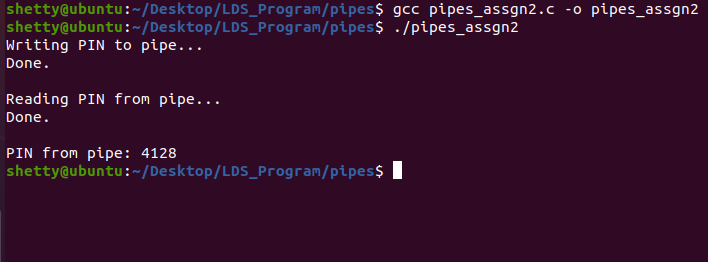 shetty@ubuntu:~/Desktop/LDS_Program/pipes$ gcc pipes_assgn2.c -o pipes_assgn2
shetty@ubuntu:~/Desktop/LDS_Program/pipes$ ./pipes_assgn2
Writing PIN to pipe...
Done.
Reading PIN from pipe...
Done.
PIN from pipe: 4128
shetty@ubuntu:~/Desktop/LDS_Program/pipes$